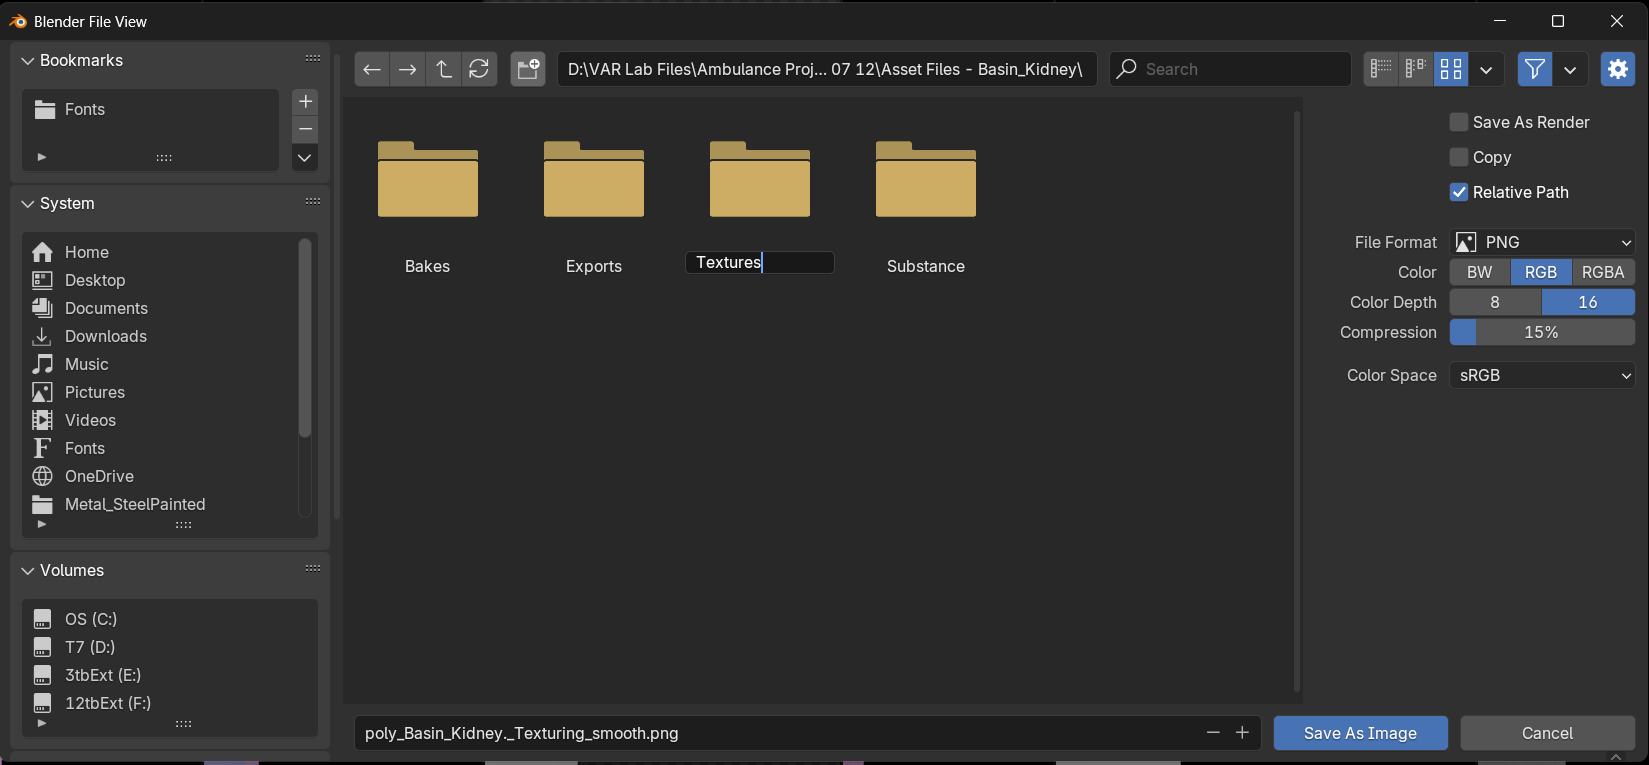 Blender File View
Bookmarks
Fonts
System
Home
Desktop
Documents
Downloads
Music
Pictures
Videos
Fonts
OneDrive
Metal_SteelPainted
Volumes
OS (C:)
T7 (D:)
3tbExt (E:)
12tbExt (F:)
D:\VAR Lab Files\Ambulance Proj... 07 12\Asset Files - Basin_Kidney\
Search
Bakes
Exports
Textures
Substance
Save As Render
Copy
Relative Path
File Format PNG
Color BW RGB RGBA
Color Depth 8 16
Compression 15%
Color Space sRGB
poly_Basin_Kidney._Texturing_smooth.png
Save As Image
Cancel